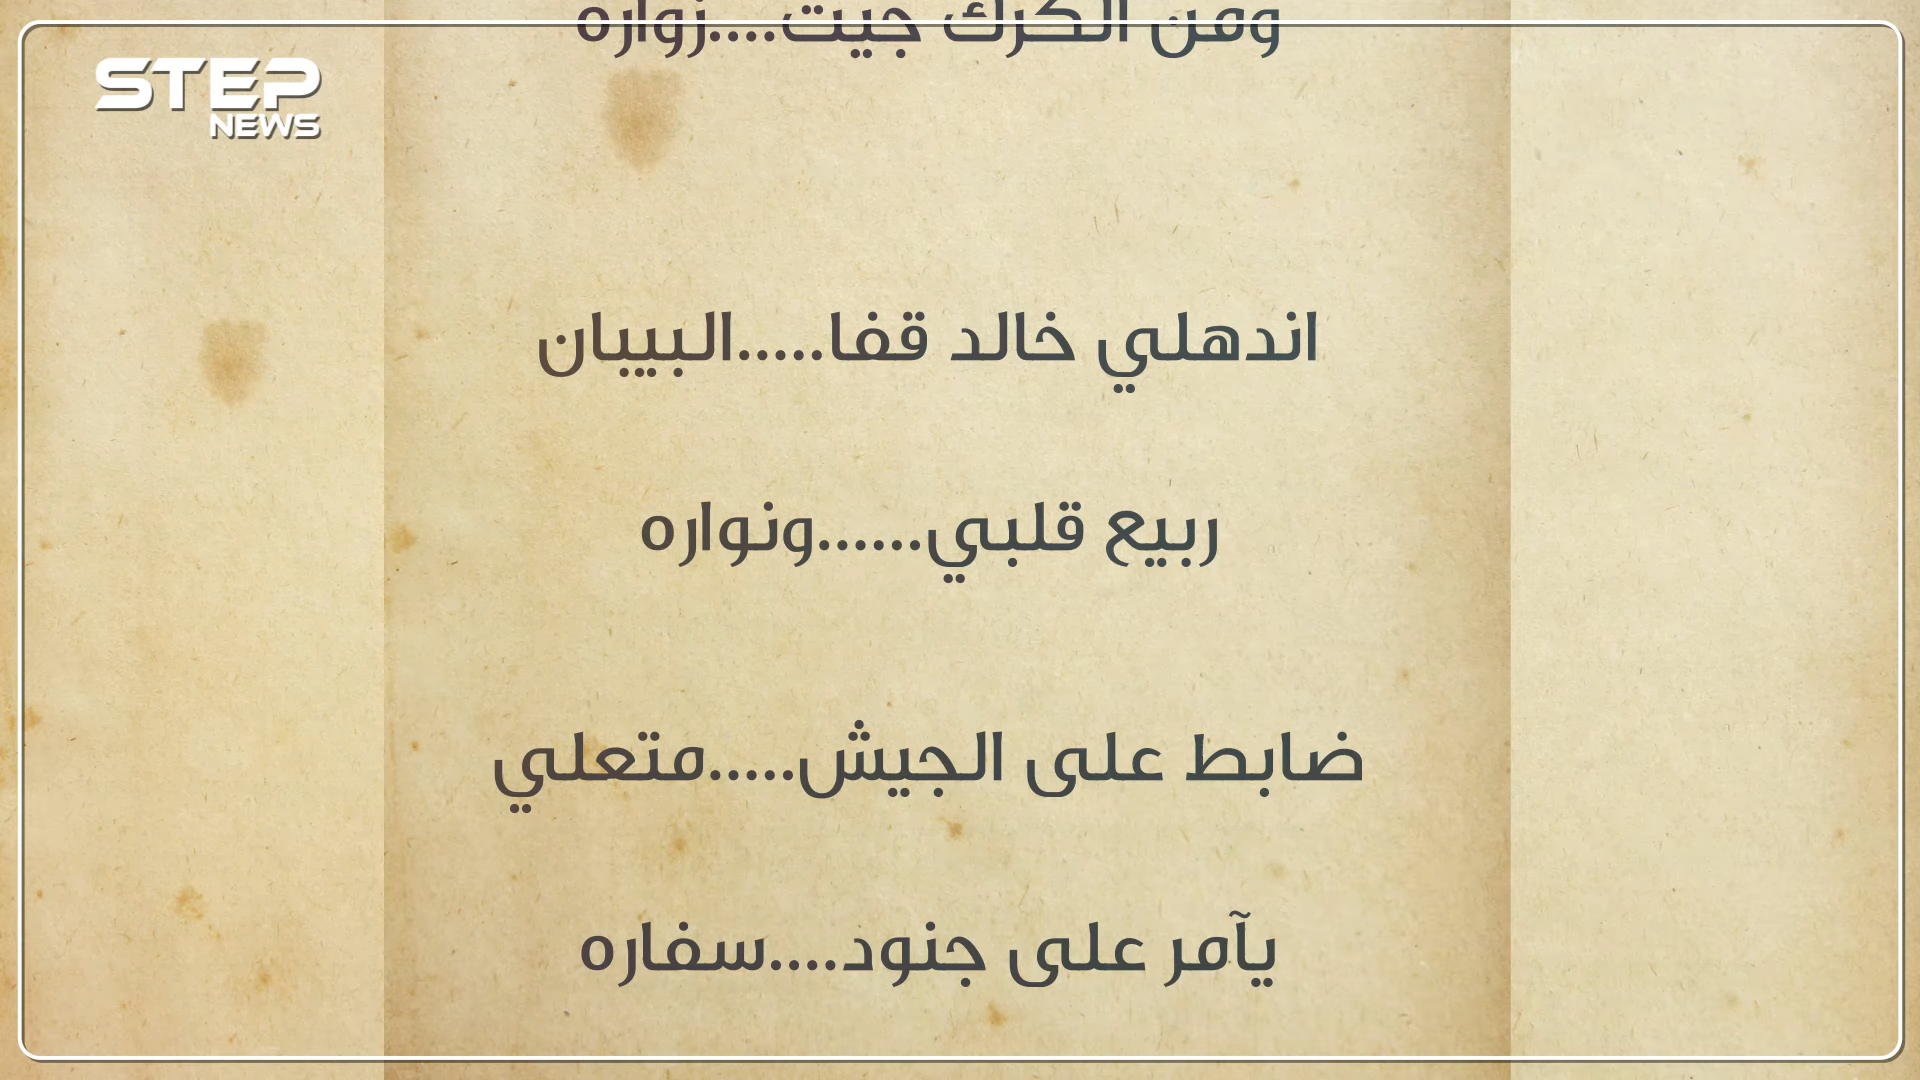 STEP
NEWS
ومن الكرك جيت....زواره
اندهلي خالد قفا.....البيبان
ربيع قلبي......ونواره
ضابط على الجيش.....متعلي
يآمر على جنود....سفاره